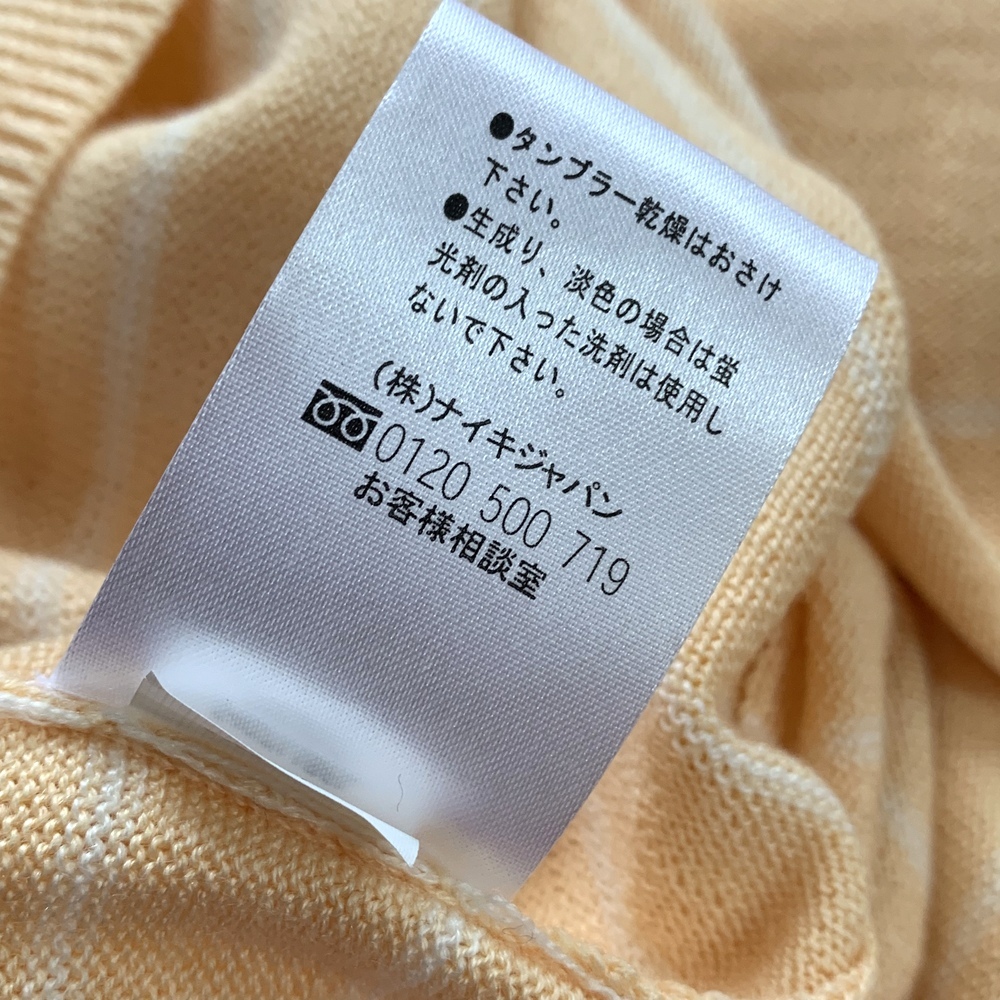 ●タンブラー乾燥はおさけ
下さい。
●生成り、淡色の場合は蛍
光剤の入った洗剤は使用し
ないで下さい。
(株)ナイキジャパン
0120 500 719
お客様相談室